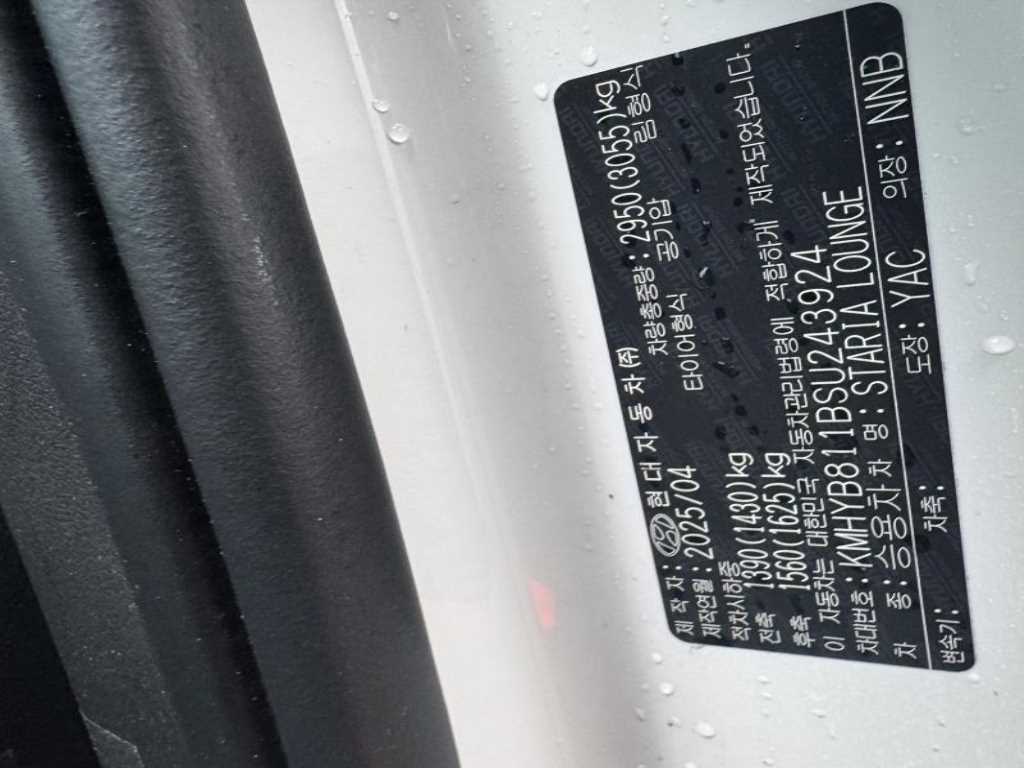 제 작 자: 현 대 자 동 차 (주)
제작연월: 2025/04 차량총중량: 2950(3055)kg
적차시하중 타이어형식 공기압 림형식
전축 1390(1430)kg
후축 1560(1625)kg
이 자동차는 대한민국 자동차관리법령에 적합하게 제작되었습니다.
차대번호: KMHYB811BSU243924
차 종: 승용차 차 명: STARIA LOUNGE
변속기: 차축: 도장: YAC 의장: NNB